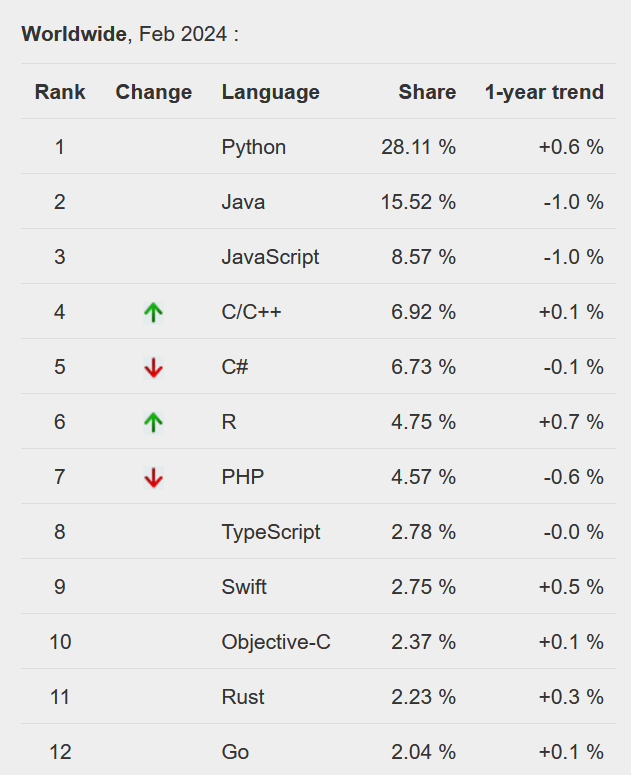 Worldwide, Feb 2024 :
Rank Change Language Share 1-year trend
1 Python 28.11 % +0.6 %
2 Java 15.52 % -1.0 %
3 JavaScript 8.57 % -1.0 %
4 C/C++ 6.92 % +0.1 %
5 C# 6.73 % -0.1 %
6 R 4.75 % +0.7 %
7 PHP 4.57 % -0.6 %
8 TypeScript 2.78 % -0.0 %
9 Swift 2.75 % +0.5 %
10 Objective-C 2.37 % +0.1 %
11 Rust 2.23 % +0.3 %
12 Go 2.04 % +0.1 %